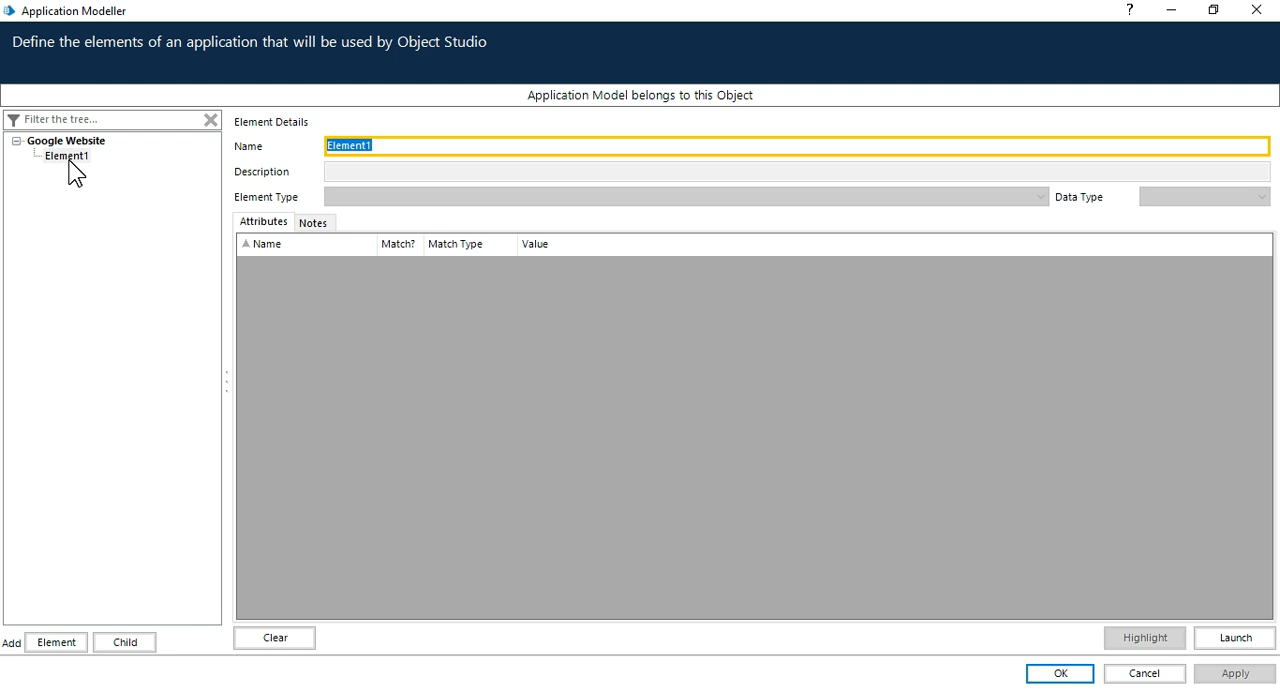 Application Modeller
?
Define the elements of an application that will be used by Object Studio
Application Model belongs to this Object
Filter the tree...
Google Website
Element1
Element Details
Name
Element1
Description
Element Type
Data Type
Attributes
Notes
Name
Match?
Match Type
Value
Add
Element
Child
Clear
Highlight
Launch
OK
Cancel
Apply